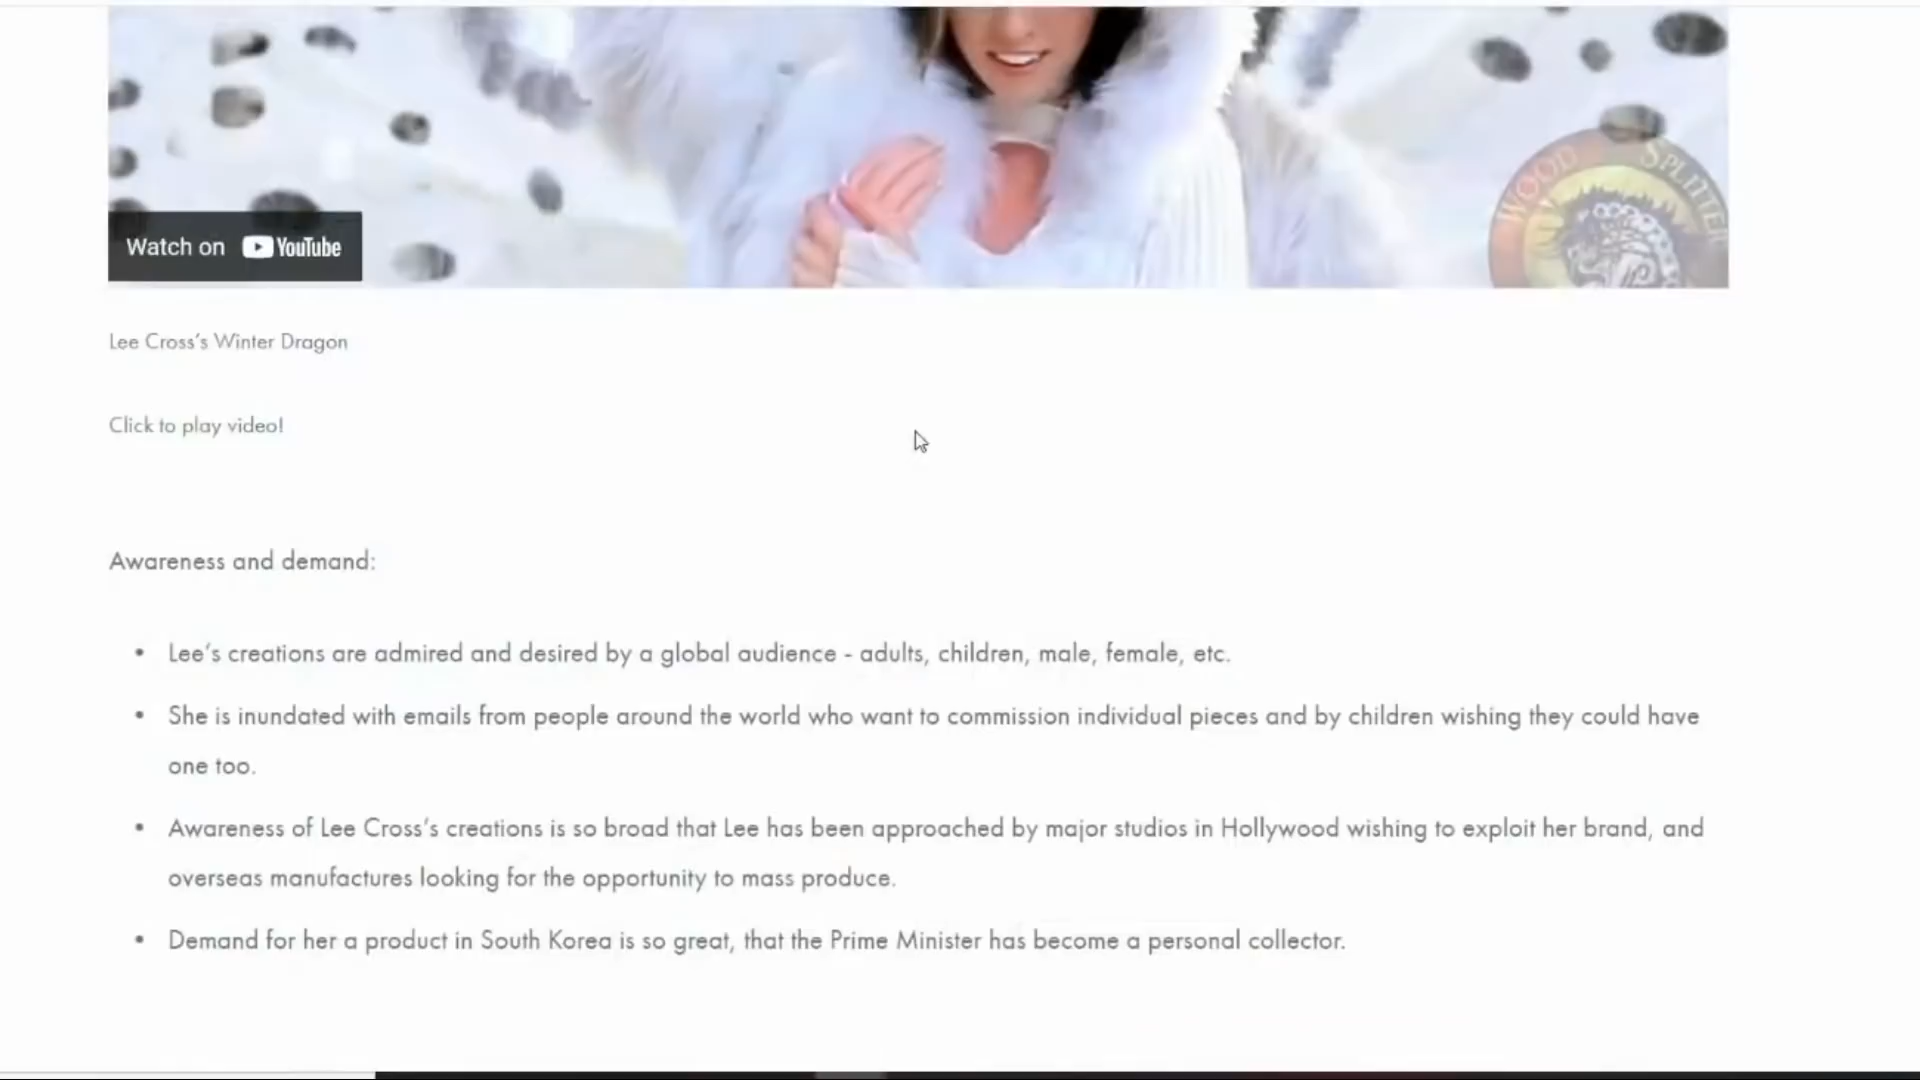 WOOD SPLITTER
Watch on YouTube
Lee Cross's Winter Dragon
Click to play video!
Awareness and demand:
• Lee's creations are admired and desired by a global audience - adults, children, male, female, etc.
• She is inundated with emails from people around the world who want to commission individual pieces and by children wishing they could have
one too.
• Awareness of Lee Cross's creations is so broad that Lee has been approached by major studios in Hollywood wishing to exploit her brand, and
overseas manufactures looking for the opportunity to mass produce.
• Demand for her a product in South Korea is so great, that the Prime Minister has become a personal collector.